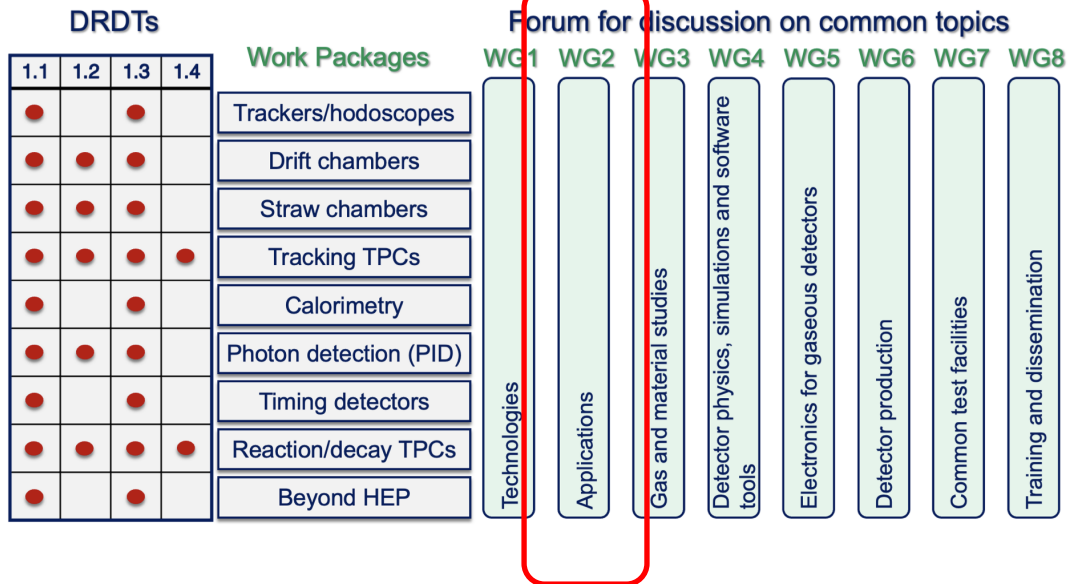 DRDTs
Forum for discussion on common topics
Work Packages
WG1 WG2 WG3 WG4 WG5 WG6 WG7 WG8
1.1 1.2 1.3 1.4
Trackers/hodoscopes
Drift chambers
Straw chambers
Tracking TPCs
Calorimetry
Photon detection (PID)
Timing detectors
Reaction/decay TPCs
Beyond HEP
Technologies
Applications
Gas and material studies
Detector physics, simulations and software
tools
Electronics for gaseous detectors
Detector production
Common test facilities
Training and dissemination